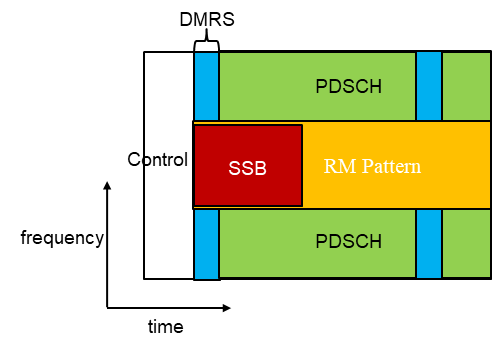 DMRS
PDSCH
Control
SSB
RM Pattern
frequency
PDSCH
time